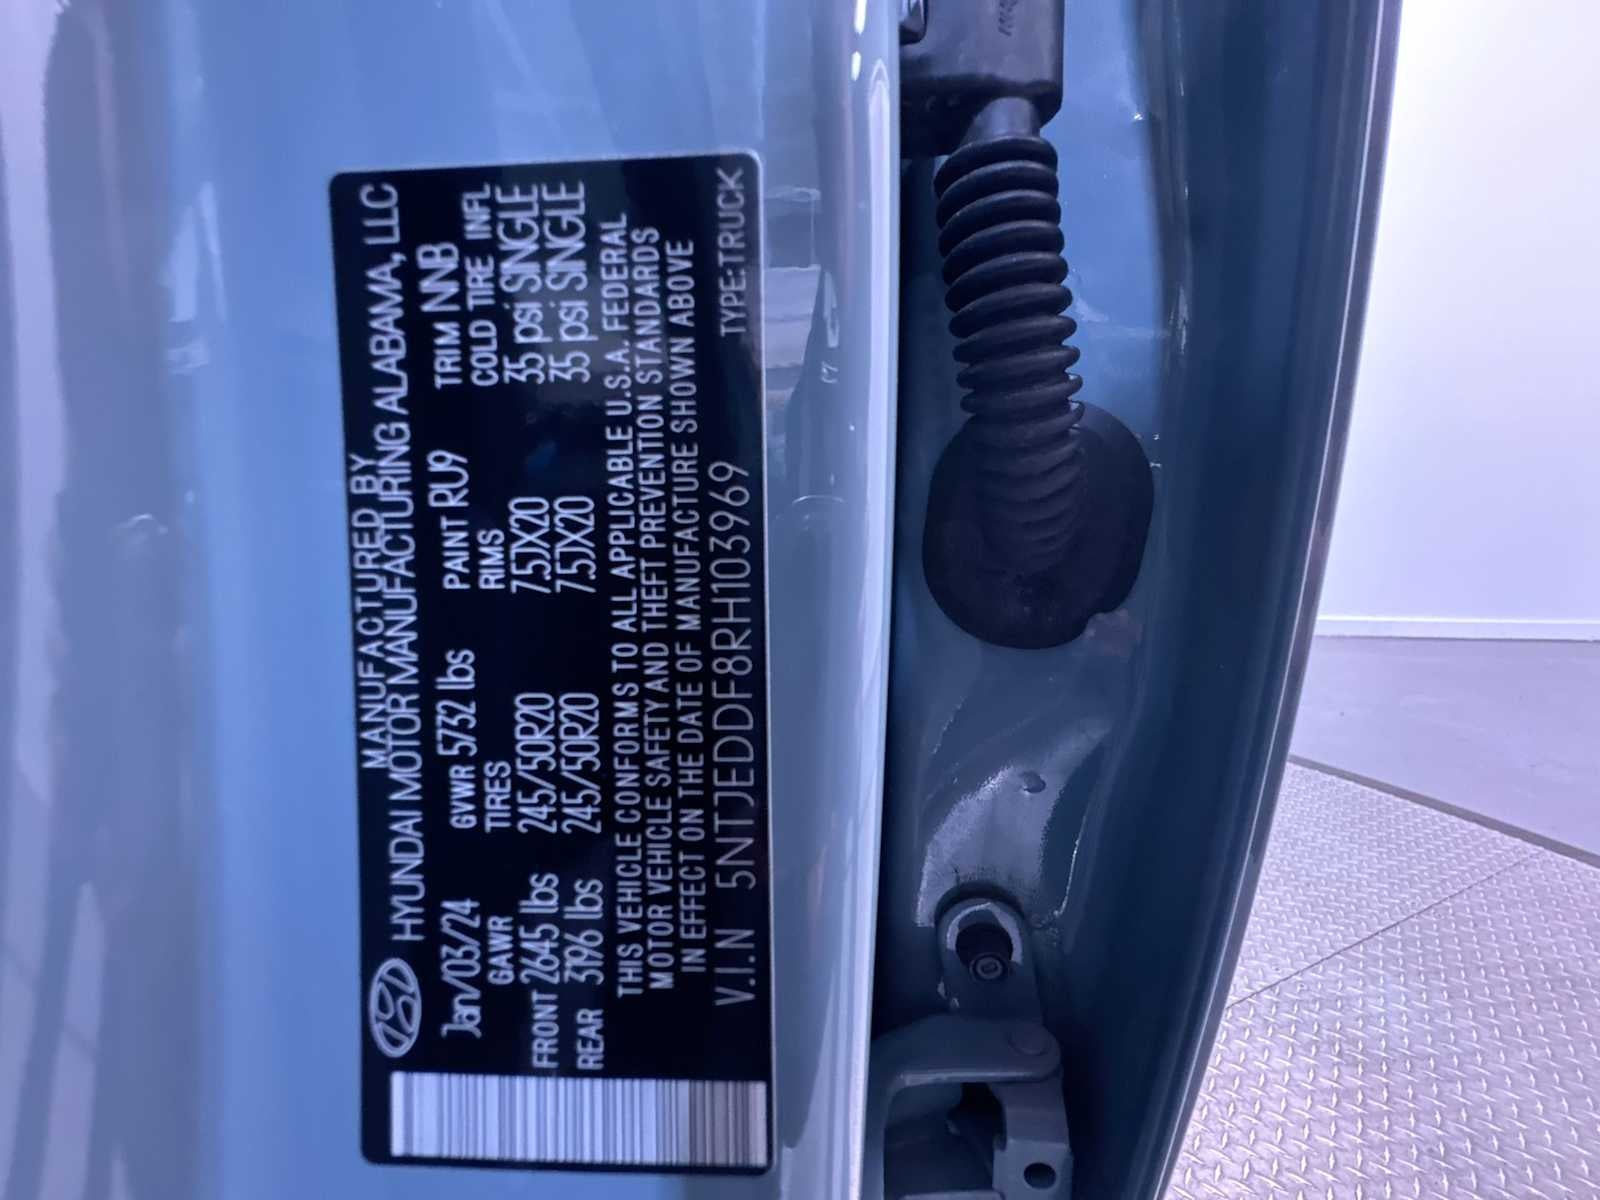 MANUFACTURED BY
HYUNDAI MOTOR MANUFACTURING ALABAMA, LLC
Jan/03/24 GVWR 5732 lbs PAINT RU9 TRIM NNB
GAWR TIRES RIMS COLD TIRE INFL
FRONT 2645 lbs 245/50R20 7.5JX20 35 psi SINGLE
REAR 3196 lbs 245/50R20 7.5JX20 35 psi SINGLE
THIS VEHICLE CONFORMS TO ALL APPLICABLE U.S.A. FEDERAL
MOTOR VEHICLE SAFETY AND THEFT PREVENTION STANDARDS
IN EFFECT ON THE DATE OF MANUFACTURE SHOWN ABOVE
V.I.N 5NTJEDDF8RH103969 TYPE:TRUCK